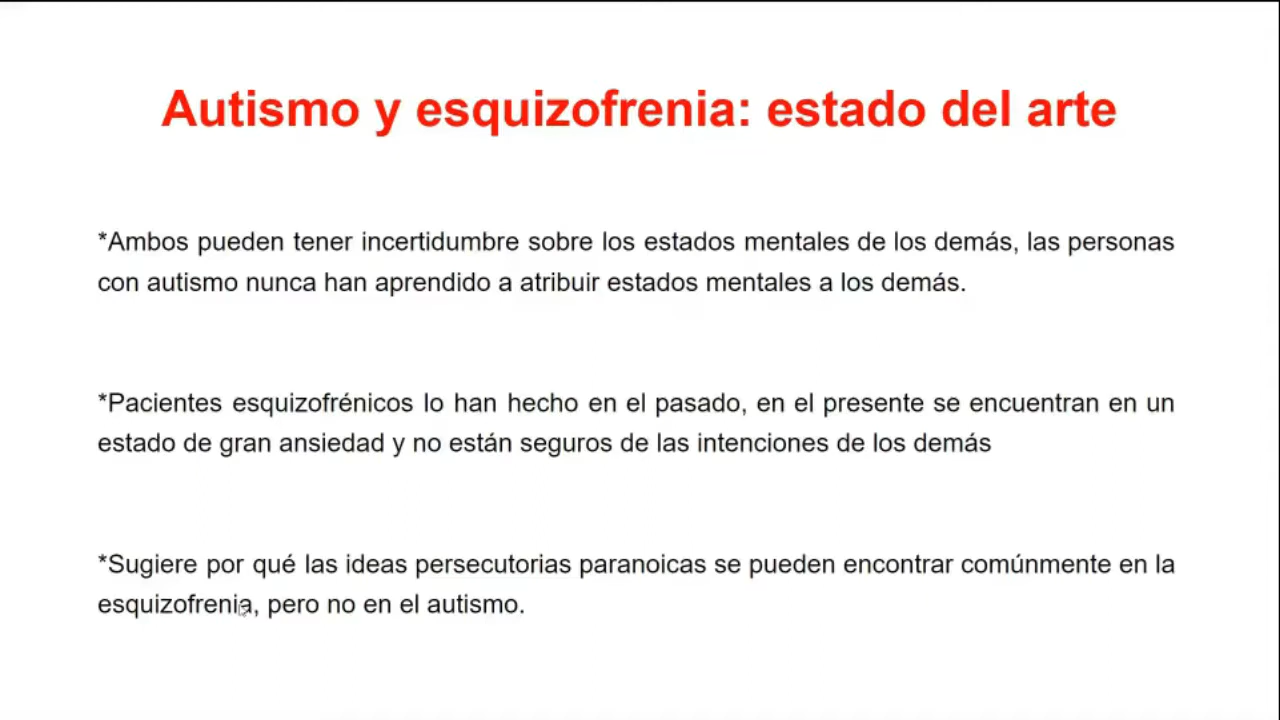 Autismo y esquizofrenia: estado del arte
*Ambos pueden tener incertidumbre sobre los estados mentales de los demás, las personas
con autismo nunca han aprendido a atribuir estados mentales a los demás.
*Pacientes esquizofrénicos lo han hecho en el pasado, en el presente se encuentran en un
estado de gran ansiedad y no están seguros de las intenciones de los demás
*Sugiere por qué las ideas persecutorias paranoicas se pueden encontrar comúnmente en la
esquizofrenia, pero no en el autismo.